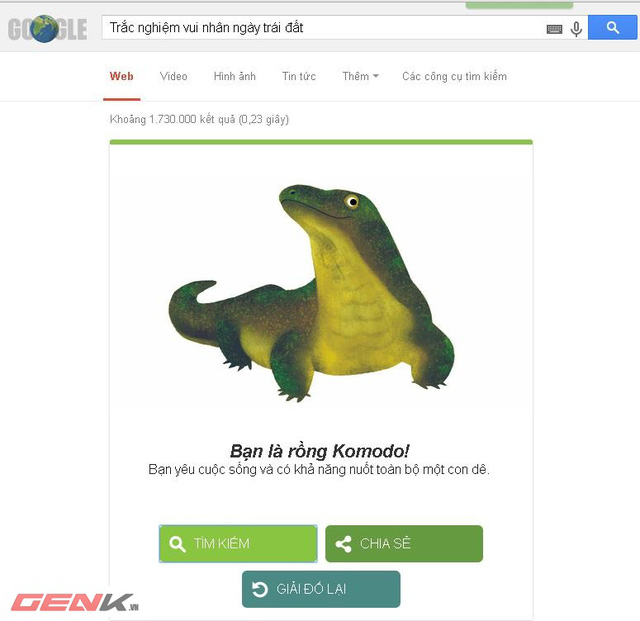 GOOGLE
Trắc nghiệm vui nhân ngày trái đất
Web Video Hình ảnh Tin tức Thêm Các công cụ tìm kiếm
Khoảng 1.730.000 kết quả (0,23 giây)
Bạn là rồng Komodo!
Bạn yêu cuộc sống và có khả năng nuốt toàn bộ một con dê.
TÌM KIẾM CHIA SẺ
GIẢI ĐỐ LẠI
GENK.VN